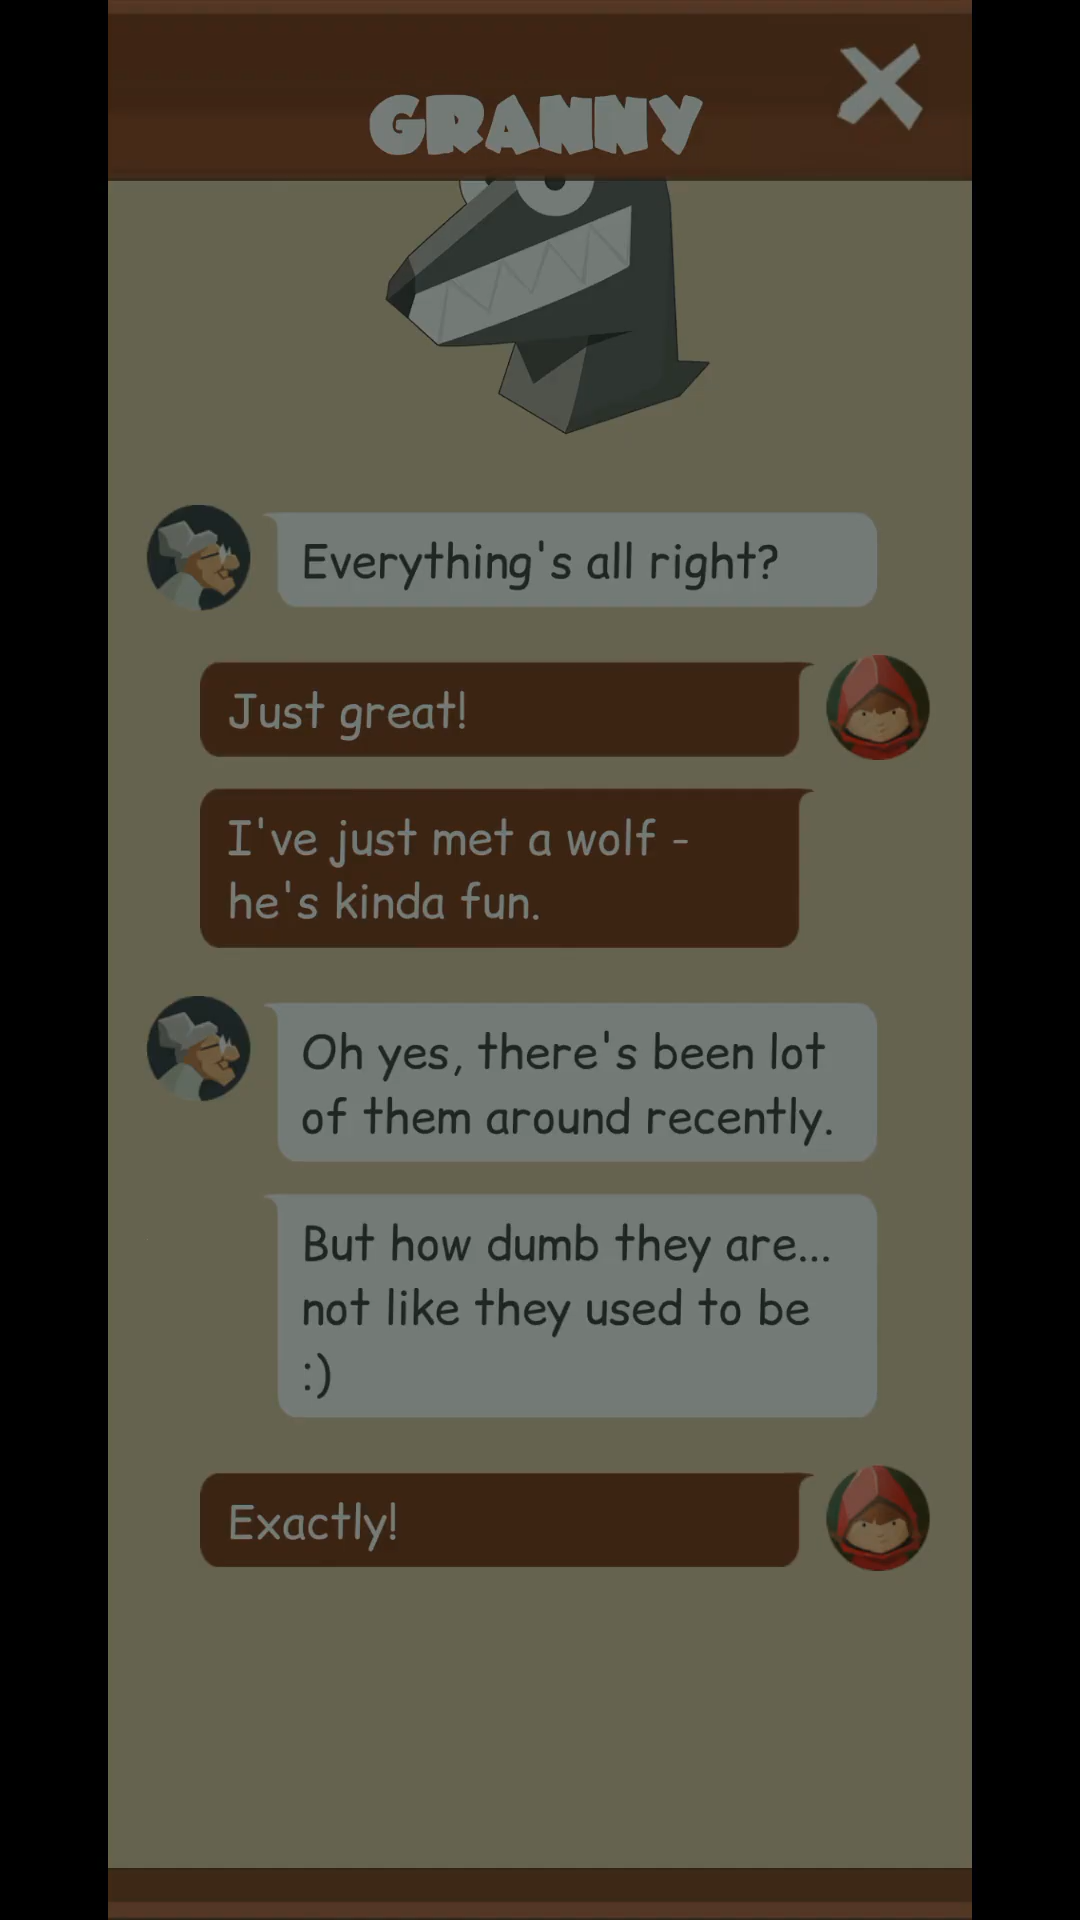 GRANNY
Everything's all right?
Just great!
I've just met a wolf -
he's kinda fun.
Oh yes, there's been lot
of them around recently.
But how dumb they are...
not like they used to be
:)
Exactly!